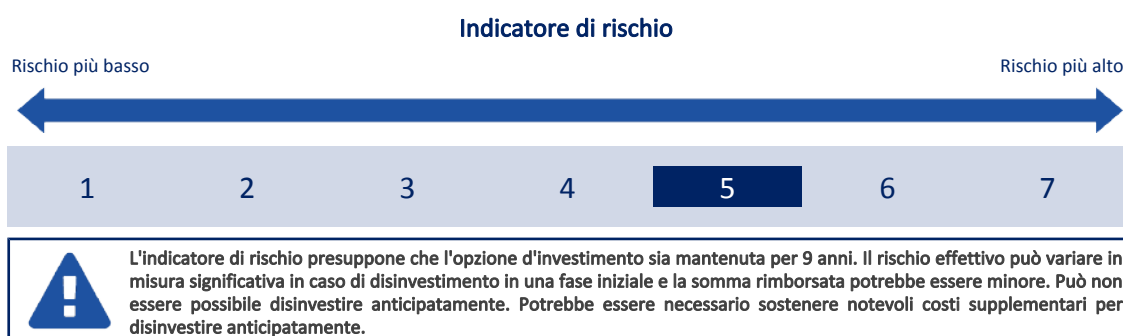 Indicatore di rischio
Rischio più basso
Rischio più alto
1 2 3 4 5 6 7
L'indicatore di rischio presuppone che l'opzione d'investimento sia mantenuta per 9 anni. Il rischio effettivo può variare in
misura significativa in caso di disinvestimento in una fase iniziale e la somma rimborsata potrebbe essere minore. Può non
essere possibile disinvestire anticipatamente. Potrebbe essere necessario sostenere notevoli costi supplementari per
disinvestire anticipatamente.